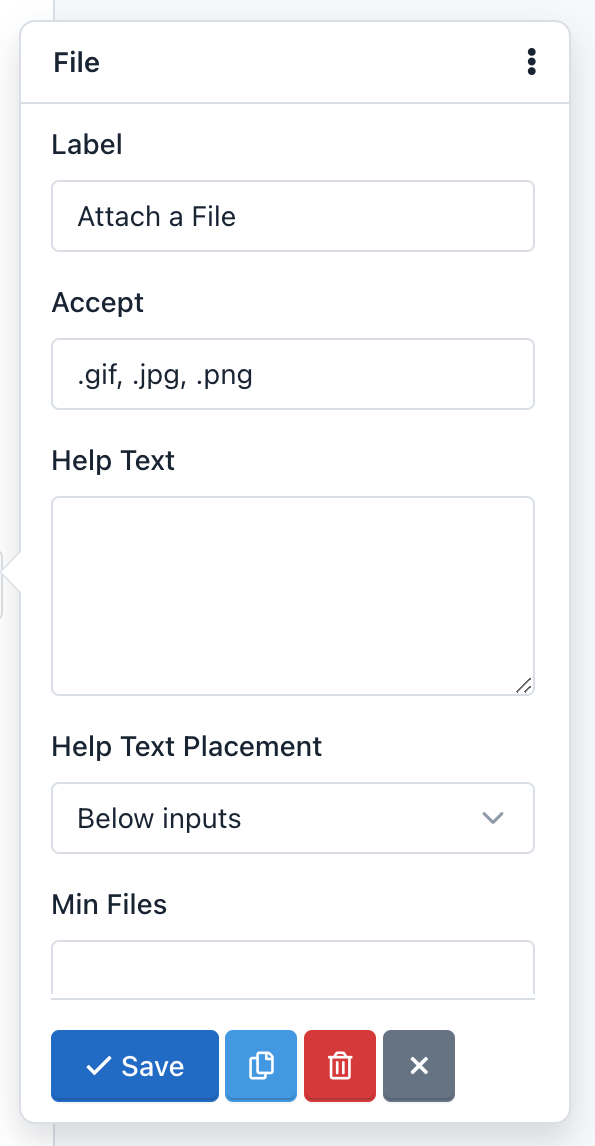 File
Label
Attach a File
Accept
.gif, .jpg, .png
Help Text
Help Text Placement
Below inputs
Min Files
Save